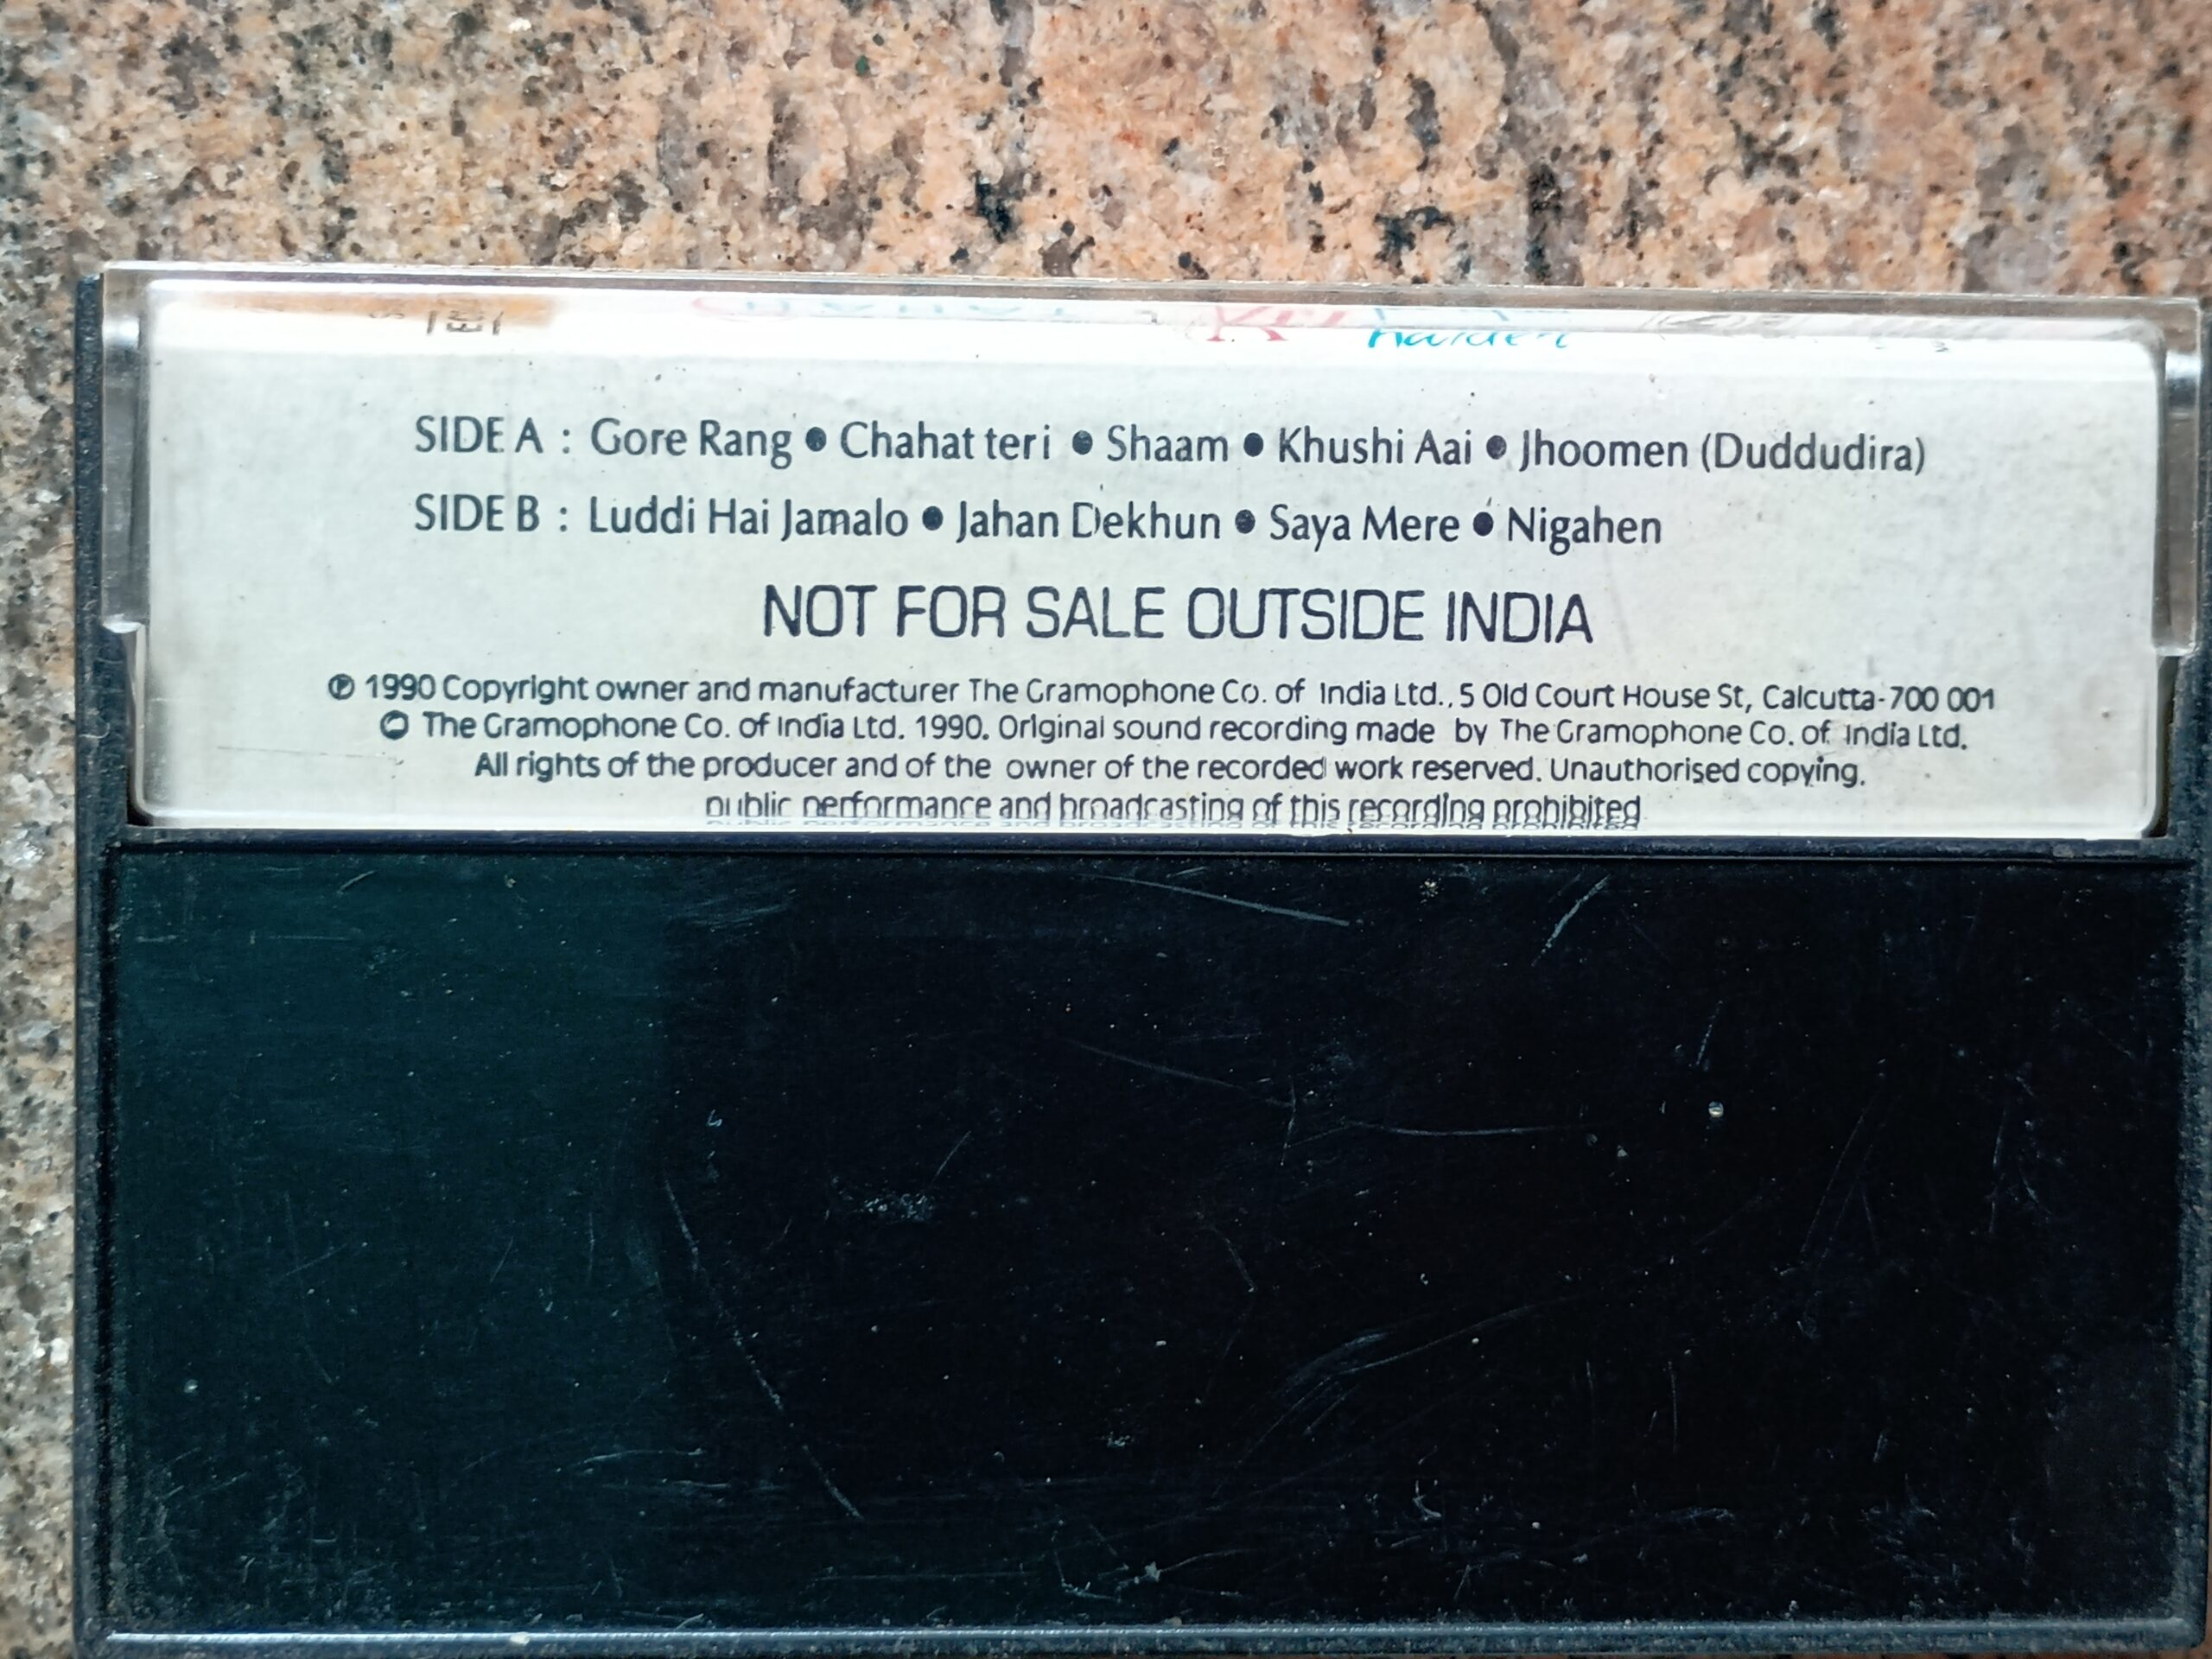 SIDE A : Gore Rang ● Chahat teri ● Shaam ● Khushi Aai ● Jhoomen (Duddudira)
SIDE B : Luddi Hai Jamalo ● Jahan Dekhun ● Saya Mere ● Nigahen
NOT FOR SALE OUTSIDE INDIA
℗ 1990 Copyright owner and manufacturer The Gramophone Co. of India Ltd., 5 Old Court House St, Calcutta-700 001
© The Gramophone Co. of India Ltd. 1990. Original sound recording made by The Gramophone Co. of India Ltd.
All rights of the producer and of the owner of the recorded work reserved. Unauthorised copying.
public performance and broadcasting of this recording prohibited